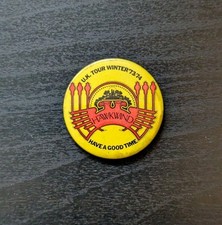 U.K. TOUR WINTER '73/74
HAWKWIND
HAVE A GOOD TIME